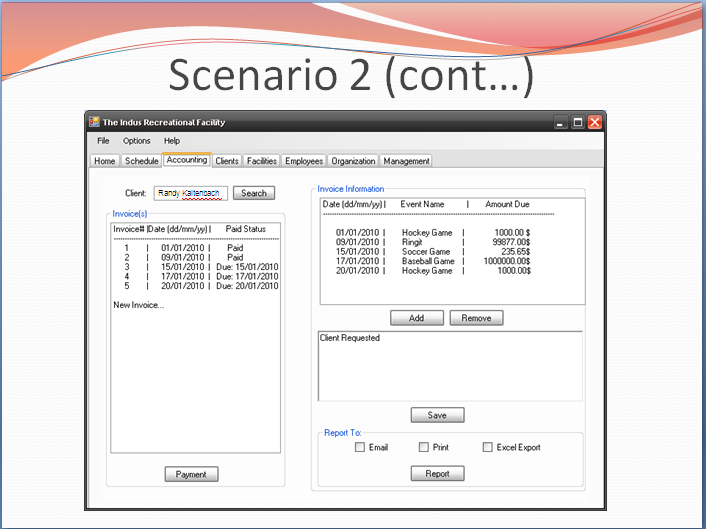 Scenario 2 (cont…)
The Indus Recreational Facility
File Options Help
Home Schedule Accounting Clients Facilities Employees Organization Management
Client: Randy Kaltenbach Search
Invoice(s)
Invoice# |Date (dd/mm/yy) | Paid Status
1 | 01/01/2010 | Paid
2 | 09/01/2010 | Paid
3 | 15/01/2010 | Due: 15/01/2010
4 | 17/01/2010 | Due: 17/01/2010
5 | 20/01/2010 | Due: 20/01/2010
New Invoice...
Payment
Invoice Information
Date (dd/mm/yy) | Event Name | Amount Due
01/01/2010 | Hockey Game | 1000.00 $
09/01/2010 | Ringit | 99877.00$
15/01/2010 | Soccer Game | 235.65$
17/01/2010 | Baseball Game | 1000000.00$
20/01/2010 | Hockey Game | 1000.00$
Add Remove
Client Requested
Save
Report To:
Email Print Excel Export
Report